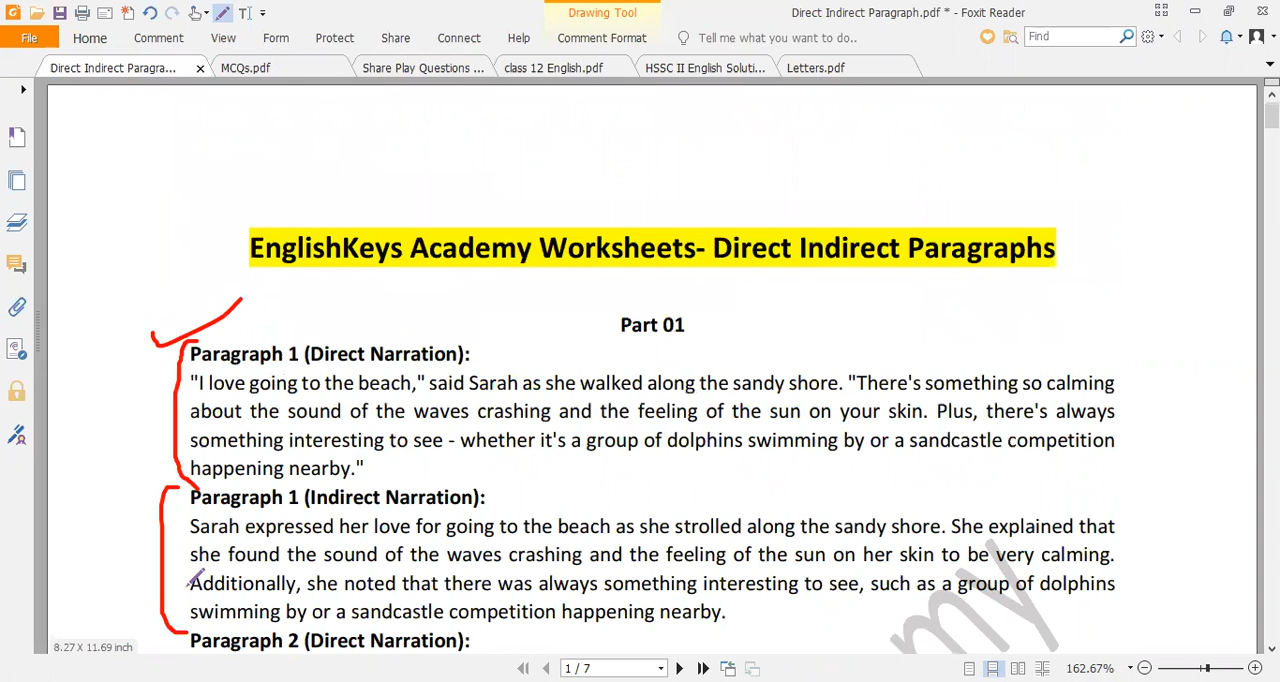 Drawing Tool
Direct Indirect Paragraph.pdf * - Foxit Reader
File Home Comment View Form Protect Share Connect Help Comment Format Tell me what you want to do.. Find
Direct Indirect Paragra... MCQs.pdf Share Play Questions ... class 12 English.pdf HSSC II English Soluti... Letters.pdf
EnglishKeys Academy Worksheets- Direct Indirect Paragraphs
Part 01
Paragraph 1 (Direct Narration):
"I love going to the beach," said Sarah as she walked along the sandy shore. "There's something so calming
about the sound of the waves crashing and the feeling of the sun on your skin. Plus, there's always
something interesting to see - whether it's a group of dolphins swimming by or a sandcastle competition
happening nearby."
Paragraph 1 (Indirect Narration):
Sarah expressed her love for going to the beach as she strolled along the sandy shore. She explained that
she found the sound of the waves crashing and the feeling of the sun on her skin to be very calming.
Additionally, she noted that there was always something interesting to see, such as a group of dolphins
swimming by or a sandcastle competition happening nearby.
Paragraph 2 (Direct Narration):
my
8.27 X 11.69 inch
1 / 7
162.67%